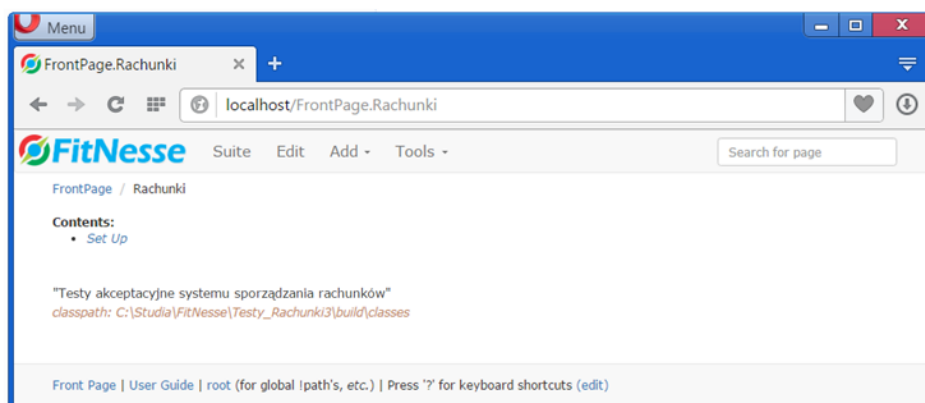 Menu
FrontPage.Rachunki
localhost/FrontPage.Rachunki
FitNesse Suite Edit Add Tools Search for page
FrontPage / Rachunki
Contents:
• Set Up
"Testy akceptacyjne systemu sporządzania rachunków"
classpath: C:\Studia\FitNesse\Testy_Rachunki3\build\classes
Front Page | User Guide | root (for global !path's, etc.) | Press '?' for keyboard shortcuts (edit)